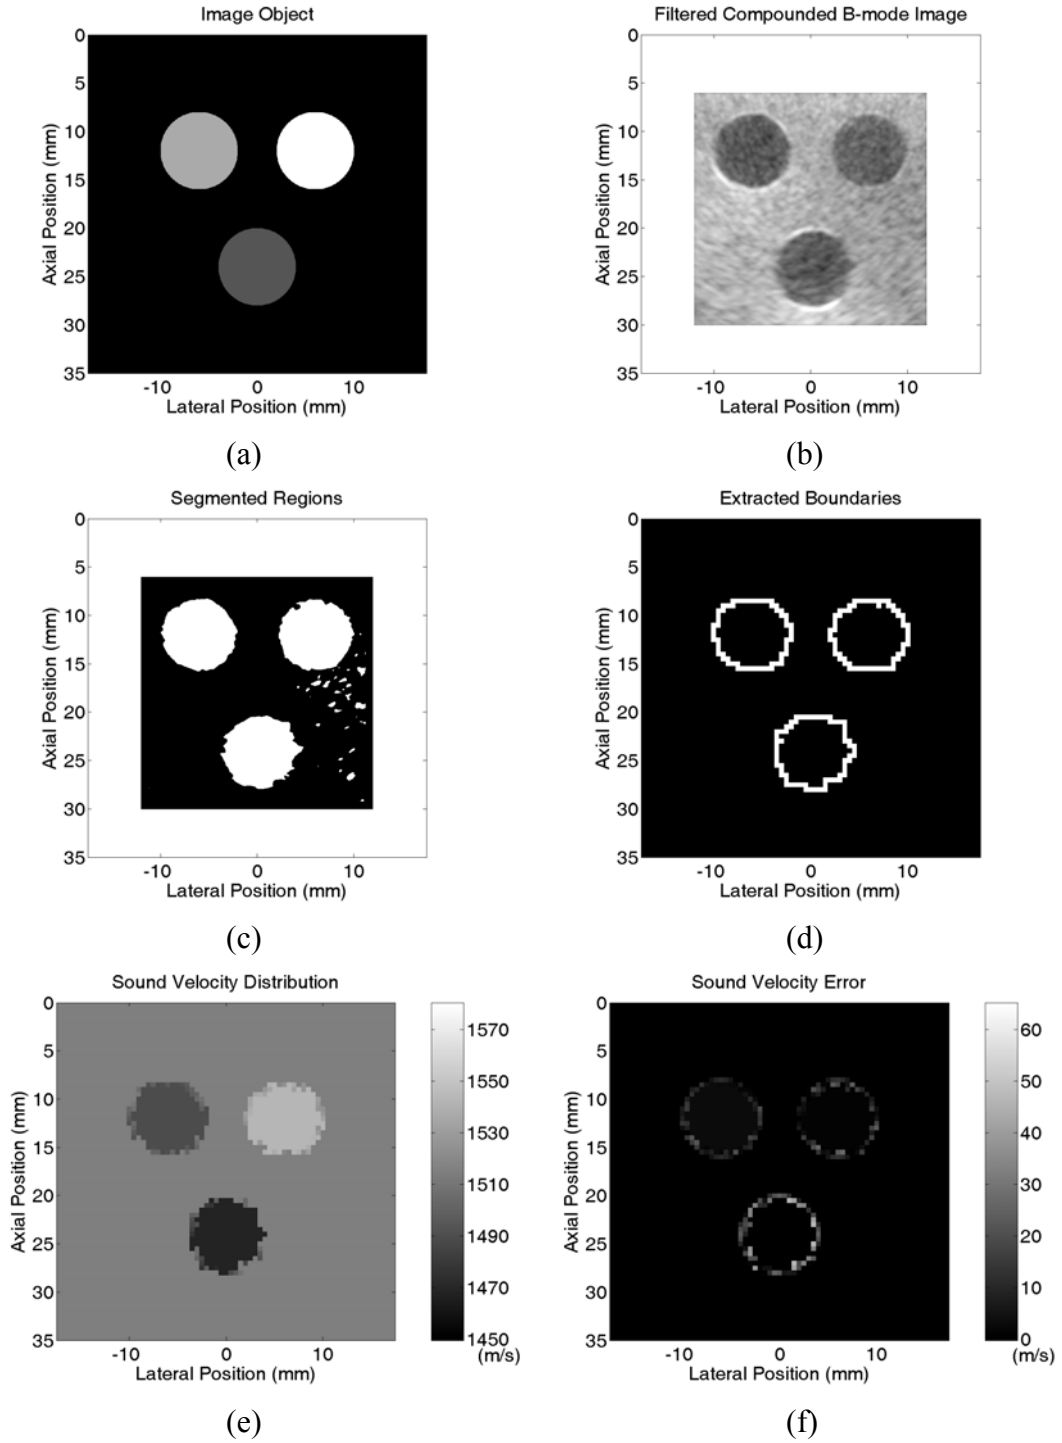 Image Object
0
5
10
15
20
25
30
35
Axial Position (mm)
-10 0 10
Lateral Position (mm)
(a)
Filtered Compounded B-mode Image
0
5
10
15
20
25
30
35
Axial Position (mm)
-10 0 10
Lateral Position (mm)
(b)
Segmented Regions
0
5
10
15
20
25
30
35
Axial Position (mm)
-10 0 10
Lateral Position (mm)
(c)
Extracted Boundaries
0
5
10
15
20
25
30
35
Axial Position (mm)
-10 0 10
Lateral Position (mm)
(d)
Sound Velocity Distribution
0
5
10
15
20
25
30
35
Axial Position (mm)
-10 0 10
Lateral Position (mm)
1570
1550
1530
1510
1490
1470
1450
(m/s)
(e)
Sound Velocity Error
0
5
10
15
20
25
30
35
Axial Position (mm)
-10 0 10
Lateral Position (mm)
60
50
40
30
20
10
0
(m/s)
(f)